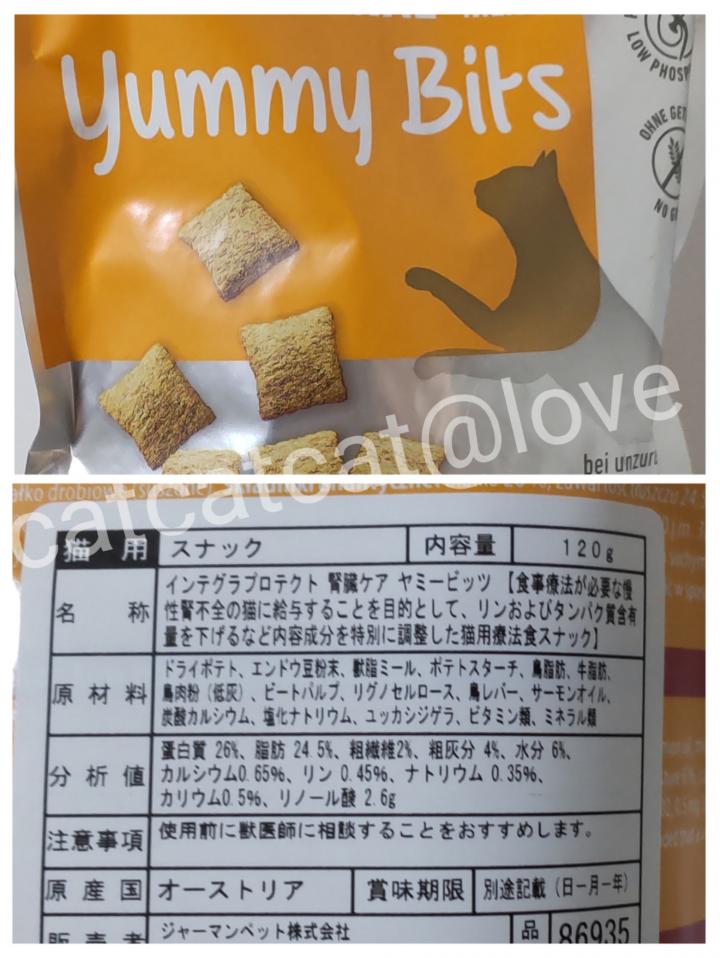 Yummy Bits
LOW PHOSP
OHNE GET
NO G
bei unzur
catcatcat@love
猫用 スナック 内容量 120g
名称 インテグラプロテクト 腎臓ケア ヤミービッツ 【食事療法が必要な慢
性腎不全の猫に給与することを目的として、リンおよびタンパク質含有
量を下げるなど内容成分を特別に調整した猫用療法食スナック】
原材料 ドライポテト、エンドウ豆粉末、獣脂ミール、ポテトスターチ、鳥脂肪、牛脂肪、
鳥肉粉（低灰）、ビートパルプ、リグノセルロース、鳥レバー、サーモンオイル、
炭酸カルシウム、塩化ナトリウム、ユッカシジゲラ、ビタミン類、ミネラル類
分析値 蛋白質 26%、脂肪 24.5%、粗繊維2%、粗灰分 4%、水分 6%、
カルシウム0.65%、リン 0.45%、ナトリウム 0.35%、
カリウム0.5%、リノール酸 2.6g
注意事項 使用前に獣医師に相談することをおすすめします。
原産国 オーストリア 賞味期限 別途記載（日－月－年）
販売者 ジャーマンペット株式会社 品 86935